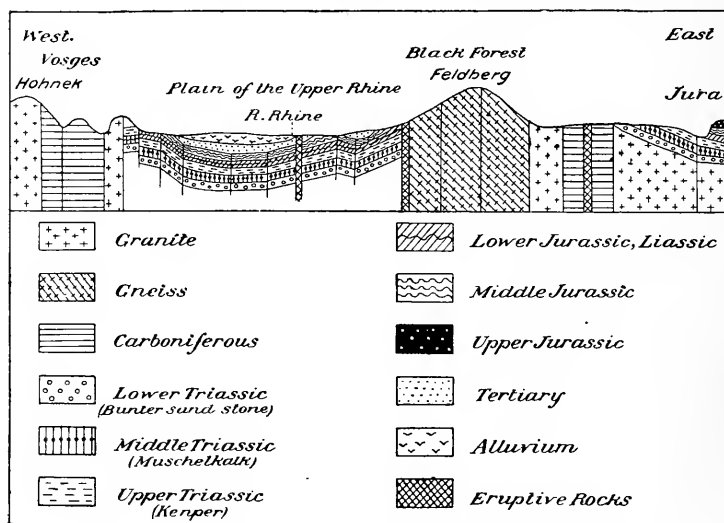 West.
East
Vosges
Black Forest
Hohnek
Plain of the Upper Rhine
Feldberg
Jura
R. Rhine
Granite
Gneiss
Carboniferous
Lower Triassic
(Bunter sand stone)
Middle Triassic
(Muschelkalk)
Upper Triassic
(Kenper)
Lower Jurassic, Liassic
Middle Jurassic
Upper Jurassic
Tertiary
Alluvium
Eruptive Rocks